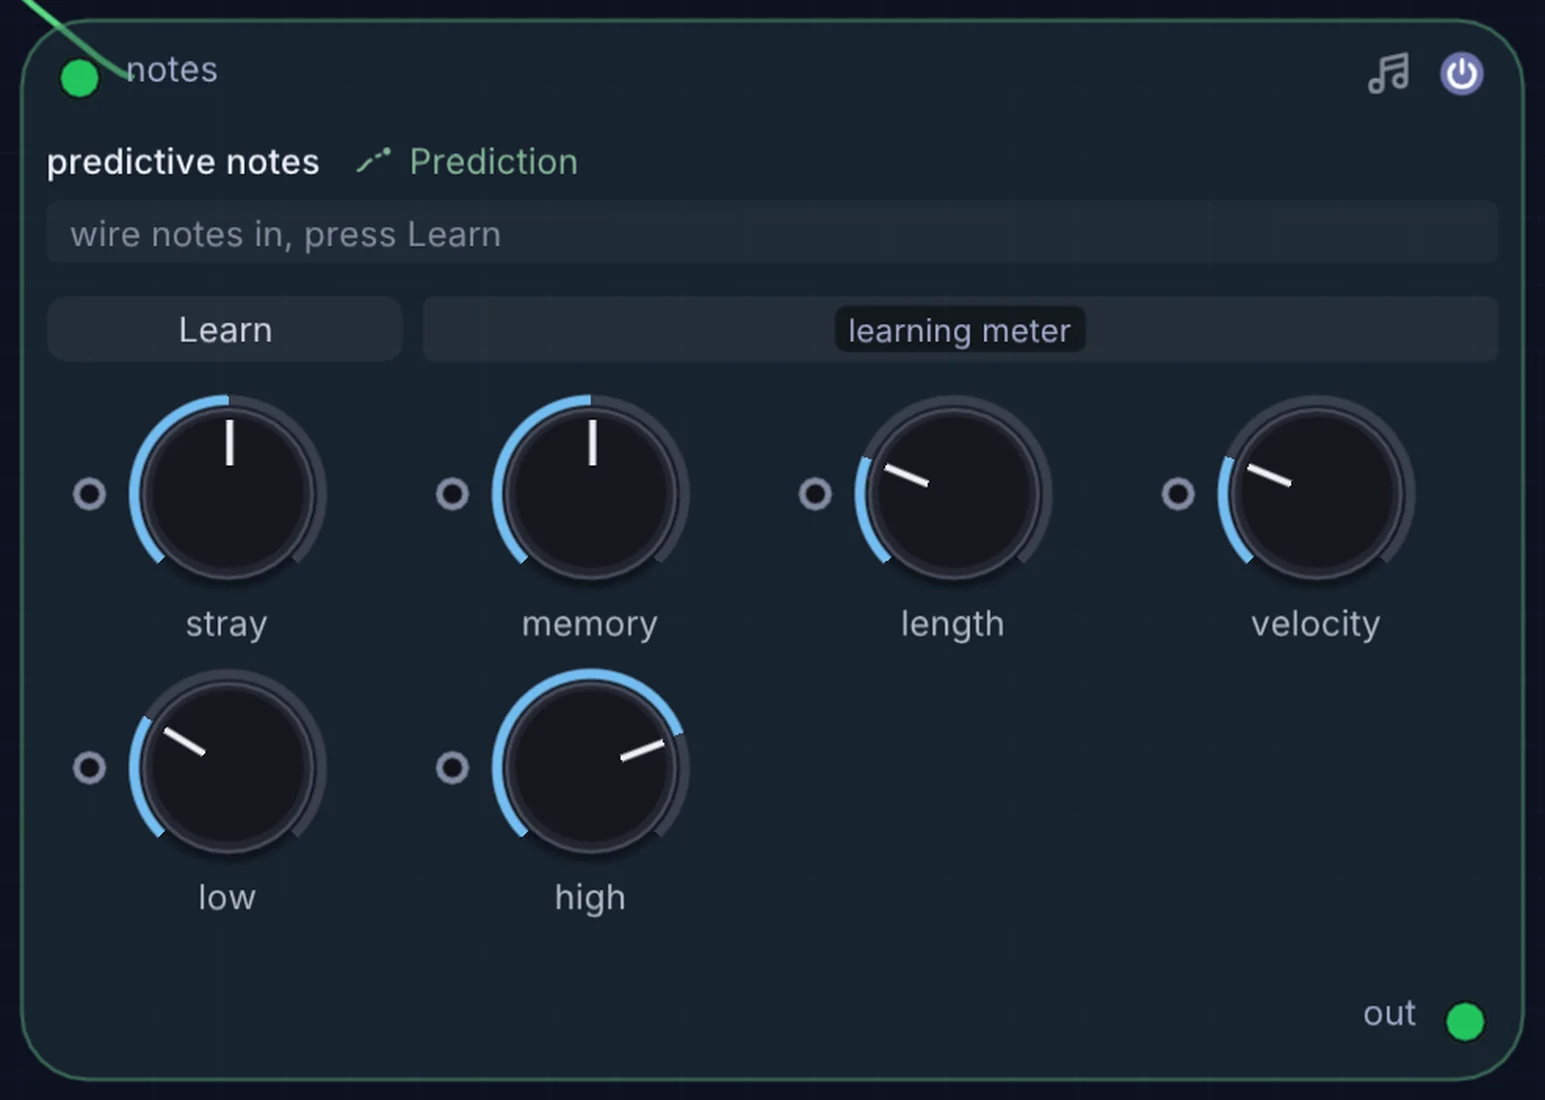 notes
predictive notes Prediction
wire notes in, press Learn
Learn learning meter
stray memory length velocity
low high
out